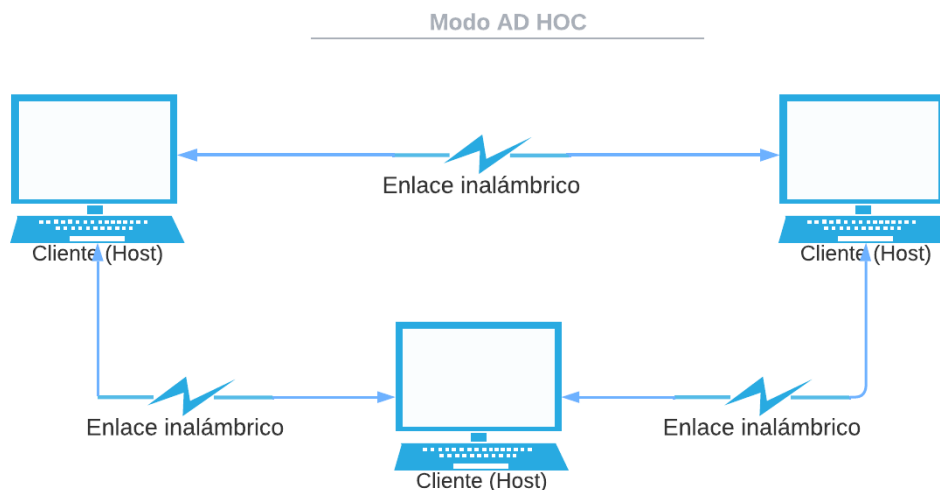 Modo AD HOC
Enlace inalámbrico
Cliente (Host)
Cliente (Host)
Enlace inalámbrico
Enlace inalámbrico
Cliente (Host)